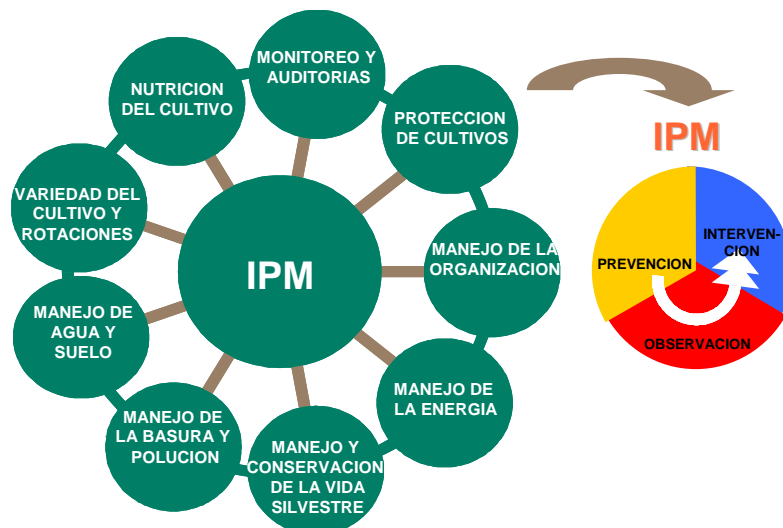 MONITOREO Y
AUDITORIAS
NUTRICION
DEL CULTIVO
PROTECCION
DE CULTIVOS
VARIEDAD DEL
CULTIVO Y
ROTACIONES
MANEJO DE LA
ORGANIZACION
IPM
MANEJO DE
AGUA Y
SUELO
MANEJO DE
LA ENERGIA
MANEJO DE
LA BASURA Y
POLUCION
MANEJO Y
CONSERVACION
DE LA VIDA
SILVESTRE
IPM
INTERVEN-
CION
PREVENCION
OBSERVACION